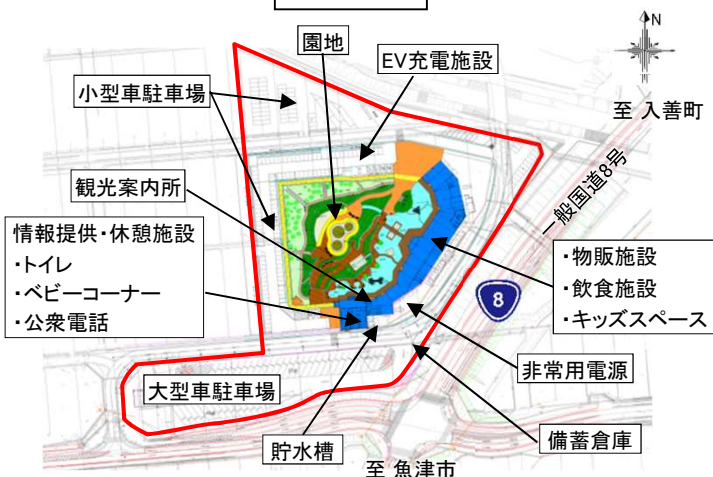 園地
N
EV充電施設
小型車駐車場
至 入善町
一般国道8号
観光案内所
情報提供・休憩施設
・トイレ
・ベビーコーナー
・公衆電話
・物販施設
・飲食施設
・キッズスペース
8
非常用電源
大型車駐車場
備蓄倉庫
貯水槽
至 魚津市